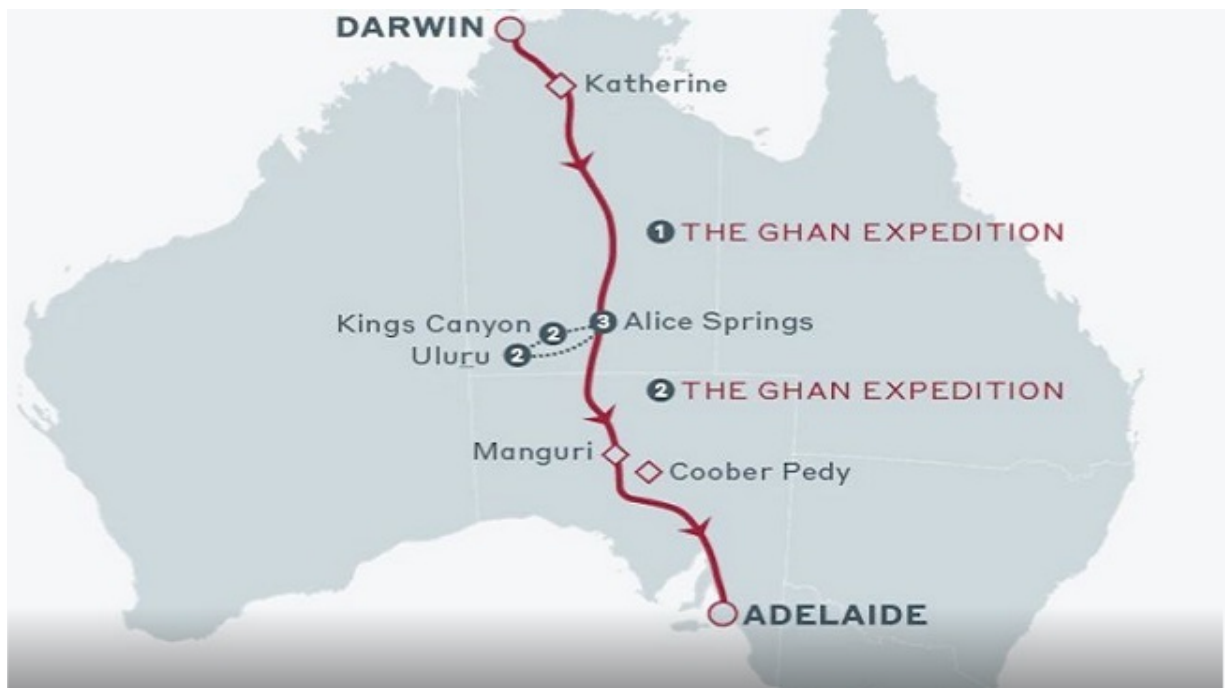 DARWIN
Katherine
1 THE GHAN EXPEDITION
Kings Canyon 2 3 Alice Springs
Uluru 2
2 THE GHAN EXPEDITION
Manguri
Coober Pedy
ADELAIDE